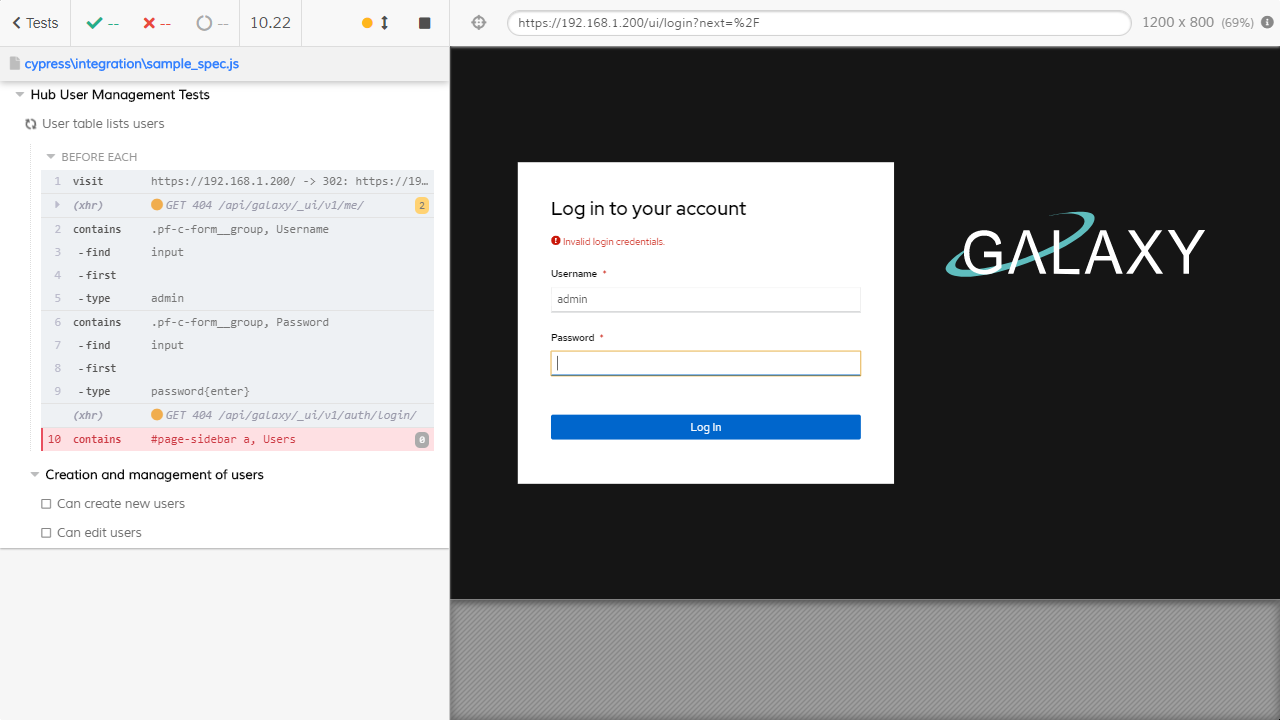 Tests -- -- -- 10.22
cypress\integration\sample_spec.js
Hub User Management Tests
User table lists users
BEFORE EACH
1 visit https://192.168.1.200/ -> 302: https://19…
(xhr) GET 404 /api/galaxy/_ui/v1/me/ 2
2 contains .pf-c-form__group, Username
3 -find input
4 -first
5 -type admin
6 contains .pf-c-form__group, Password
7 -find input
8 -first
9 -type password{enter}
(xhr) GET 404 /api/galaxy/_ui/v1/auth/login/
10 contains #page-sidebar a, Users 0
Creation and management of users
Can create new users
Can edit users
https://192.168.1.200/ui/login?next=%2F
1200 x 800 (69%)
Log in to your account
Invalid login credentials.
Username *
admin
Password *
Log In
GALAXY